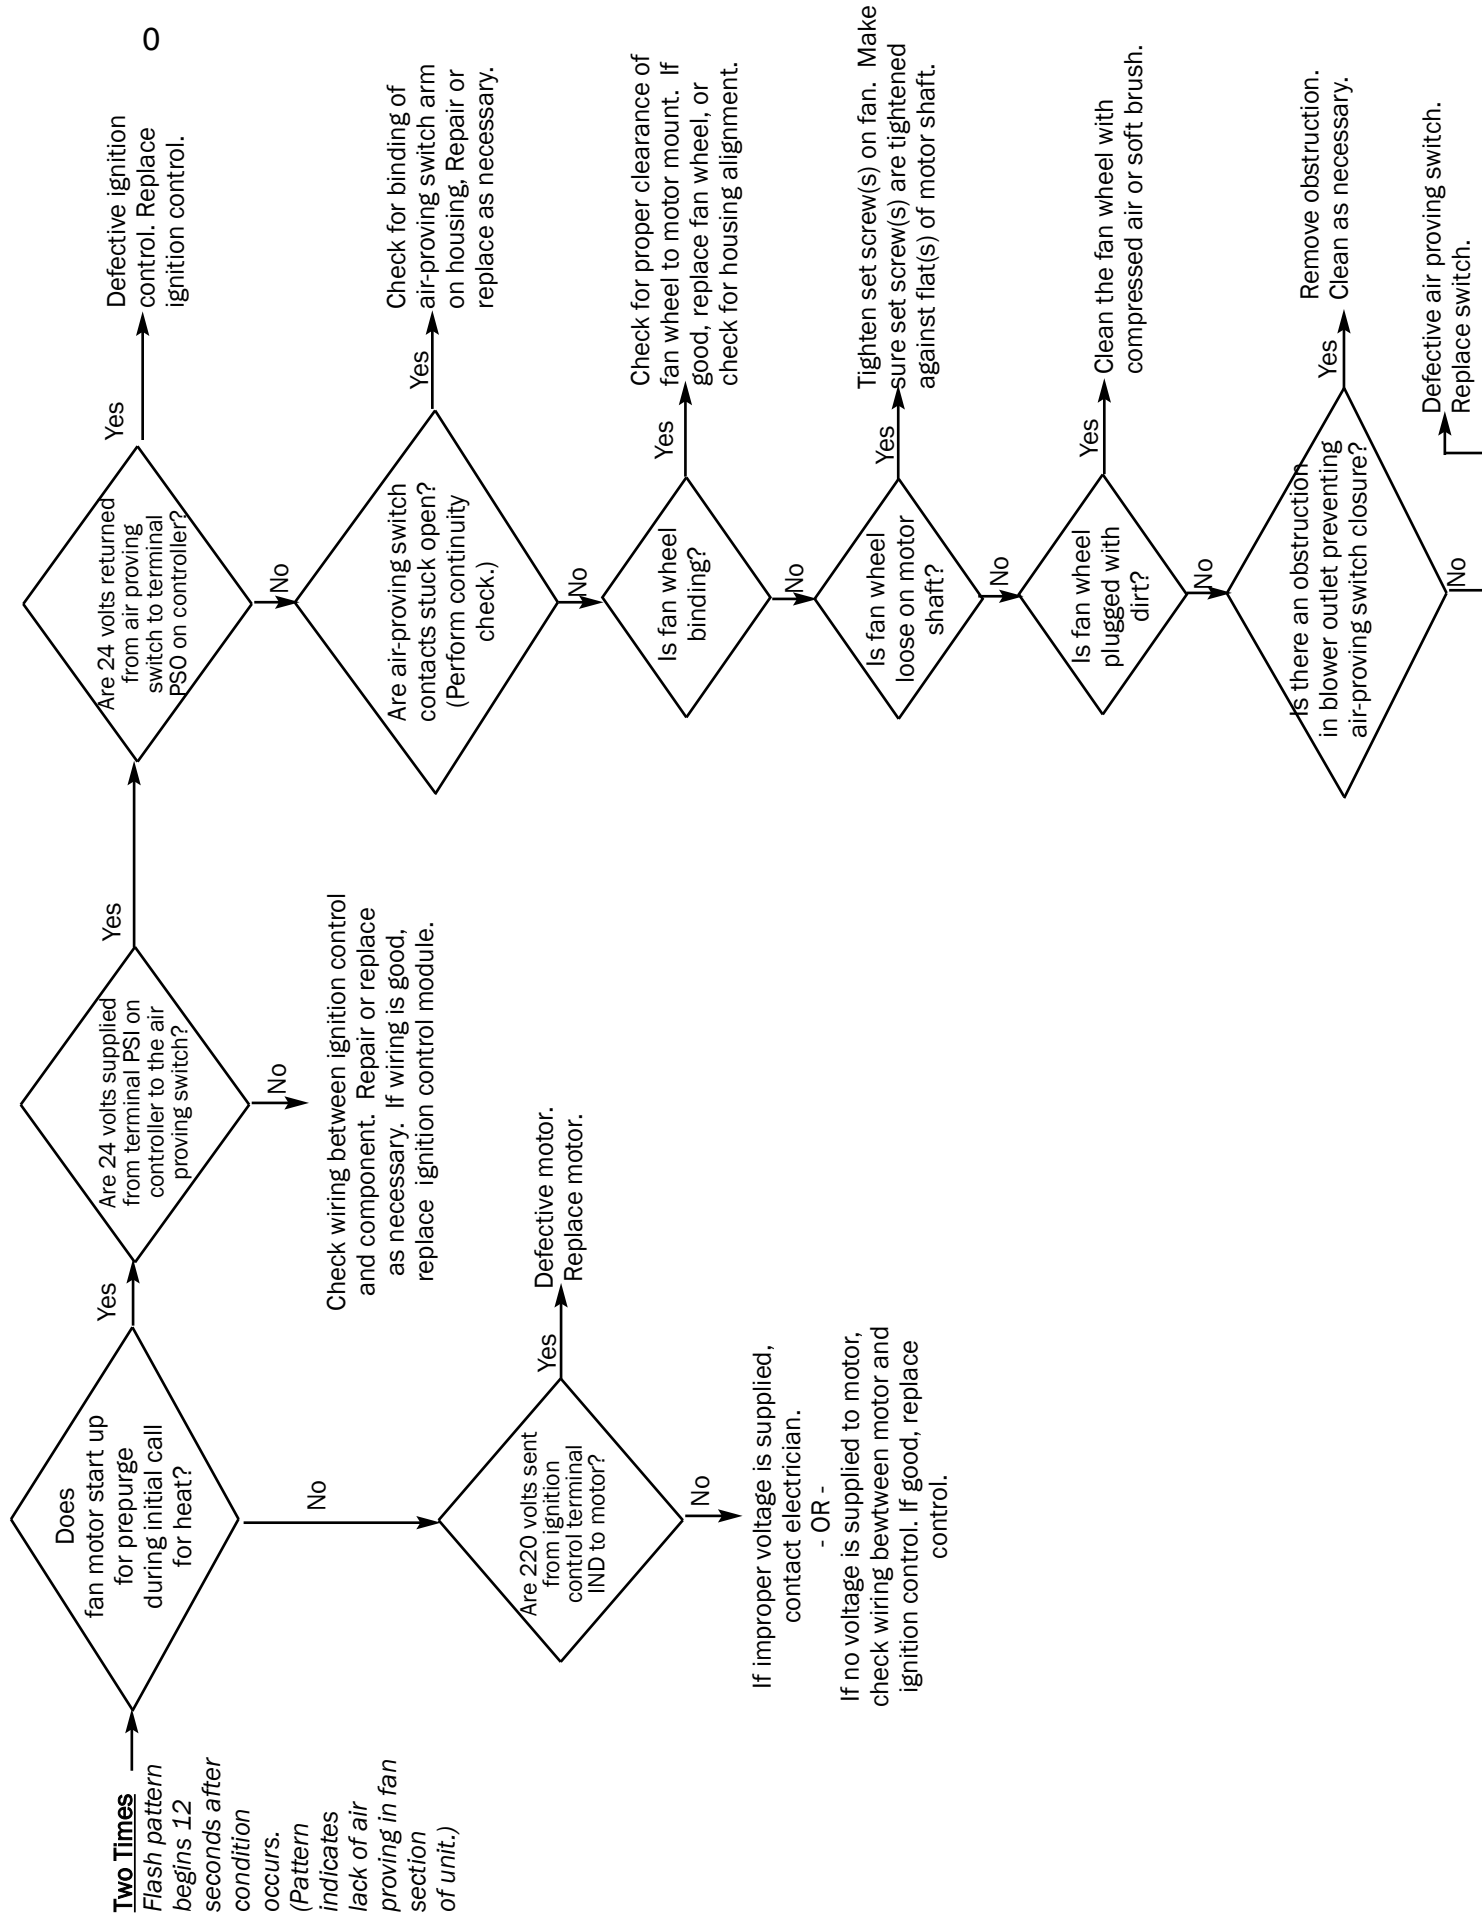 Two Times
Flash pattern
begins 12
seconds after
condition
occurs.
(Pattern
indicates
lack of air
proving in fan
section
of unit.)
Does
fan motor start up
for prepurge
during initial call
for heat?
Yes
No
Are 24 volts supplied
from terminal PSI on
controller to the air
proving switch?
Yes
No
Check wiring between ignition control
and component. Repair or replace
as necessary. If wiring is good,
replace ignition control module.
Are 220 volts sent
from ignition
control terminal
IND to motor?
Yes
Defective motor.
Replace motor.
No
If improper voltage is supplied,
contact electrician.
- OR -
If no voltage is supplied to motor,
check wiring bewtween motor and
ignition control. If good, replace
control.
Are 24 volts returned
from air proving
switch to terminal
PSO on controller?
Yes
Defective ignition
control. Replace
ignition control.
No
Are air-proving switch
contacts stuck open?
(Perform continuity
check.)
Yes
Check for binding of
air-proving switch arm
on housing, Repair or
replace as necessary.
No
Is fan wheel
binding?
Yes
Check for proper clearance of
fan wheel to motor mount. If
good, replace fan wheel, or
check for housing alignment.
No
Is fan wheel
loose on motor
shaft?
Yes
Tighten set screw(s) on fan. Make
sure set screw(s) are tightened
against flat(s) of motor shaft.
No
Is fan wheel
plugged with
dirt?
Yes
Clean the fan wheel with
compressed air or soft brush.
No
Is there an obstruction
in blower outlet preventing
air-proving switch closure?
Yes
Remove obstruction.
Clean as necessary.
No
Defective air proving switch.
Replace switch.
0